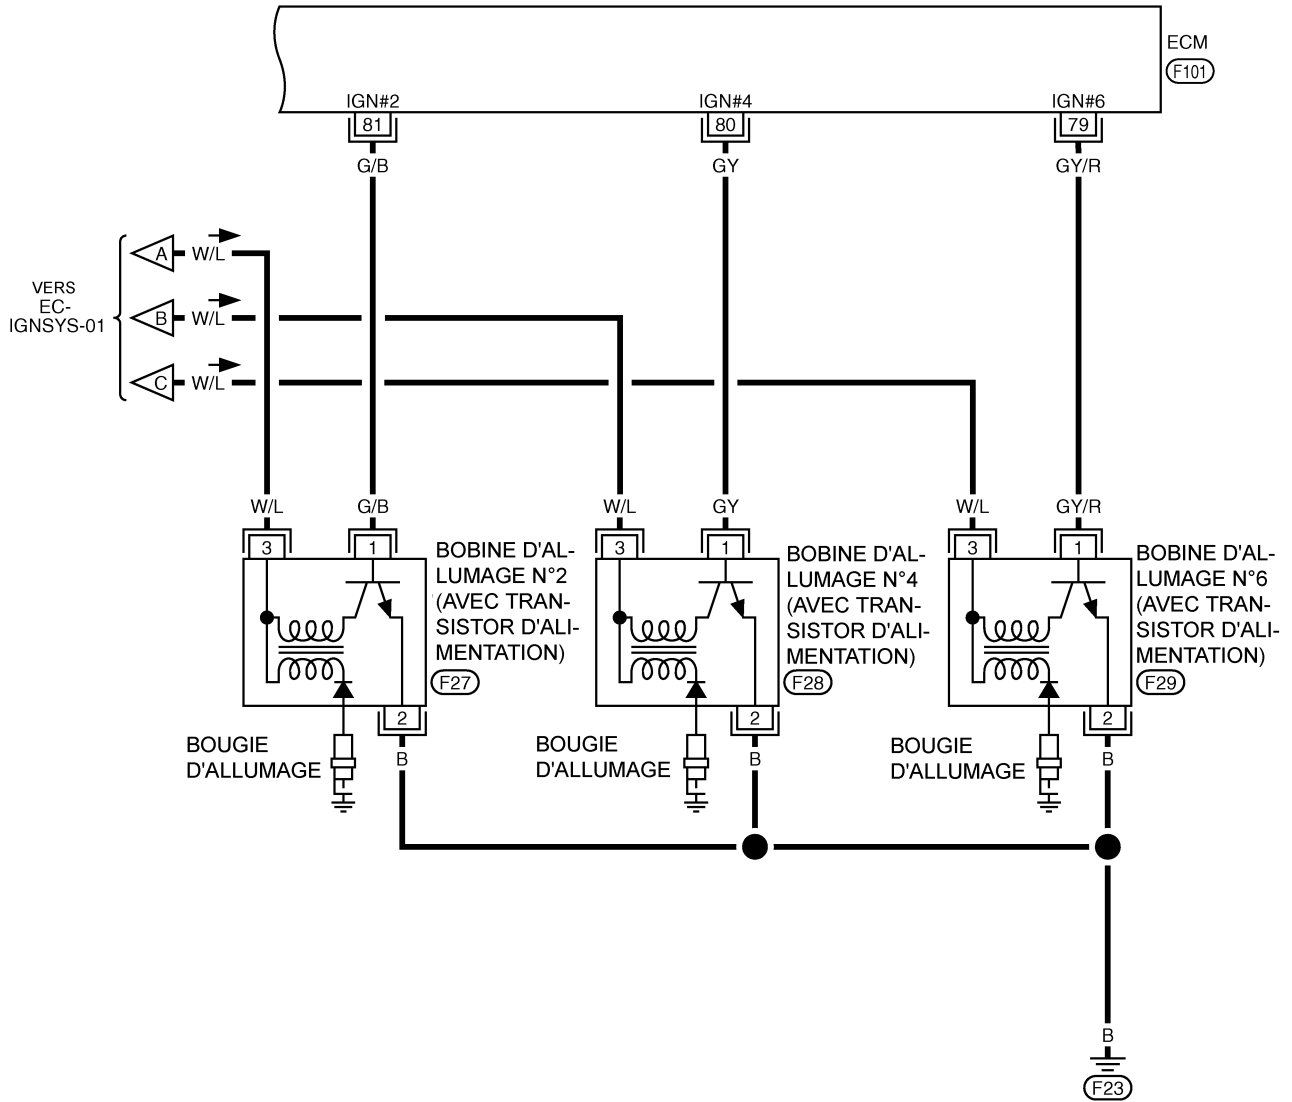 ECM
F101
IGN#2
IGN#4
IGN#6
81
80
79
G/B
GY
GY/R
A
W/L
B
W/L
C
W/L
VERS
EC-
IGNSYS-01
W/L
G/B
W/L
GY
W/L
GY/R
3
1
3
1
3
1
BOBINE D'AL-
LUMAGE N°2
(AVEC TRAN-
SISTOR D'ALI-
MENTATION)
F27
BOBINE D'AL-
LUMAGE N°4
(AVEC TRAN-
SISTOR D'ALI-
MENTATION)
F28
BOBINE D'AL-
LUMAGE N°6
(AVEC TRAN-
SISTOR D'ALI-
MENTATION)
F29
2
2
2
BOUGIE
D'ALLUMAGE
B
BOUGIE
D'ALLUMAGE
B
BOUGIE
D'ALLUMAGE
B
B
F23